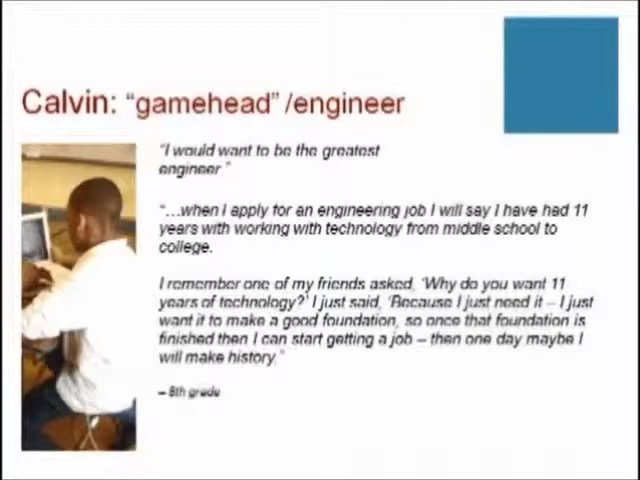 Calvin: “gamehead” /engineer
“I would want to be the greatest
engineer ”
“…when I apply for an engineering job I will say I have had 11
years with working with technology from middle school to
college.
I remember one of my friends asked, ‘Why do you want 11
years of technology?’ I just said, ‘Because I just need it – I just
want it to make a good foundation, so once that foundation is
finished then I can start getting a job – then one day maybe I
will make history.”
– 8th grade